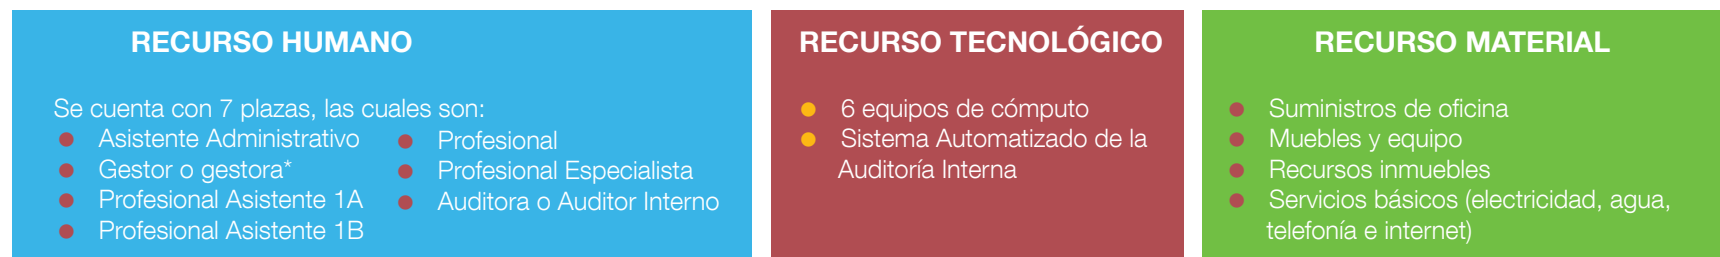 RECURSO HUMANO
Se cuenta con 7 plazas, las cuales son:
Asistente Administrativo
Gestor o gestora*
Profesional Asistente 1A
Profesional Asistente 1B
Profesional
Profesional Especialista
Auditora o Auditor Interno
RECURSO TECNOLÓGICO
6 equipos de cómputo
Sistema Automatizado de la
Auditoría Interna
RECURSO MATERIAL
Suministros de oficina
Muebles y equipo
Recursos inmuebles
Servicios básicos (electricidad, agua,
telefonía e internet)